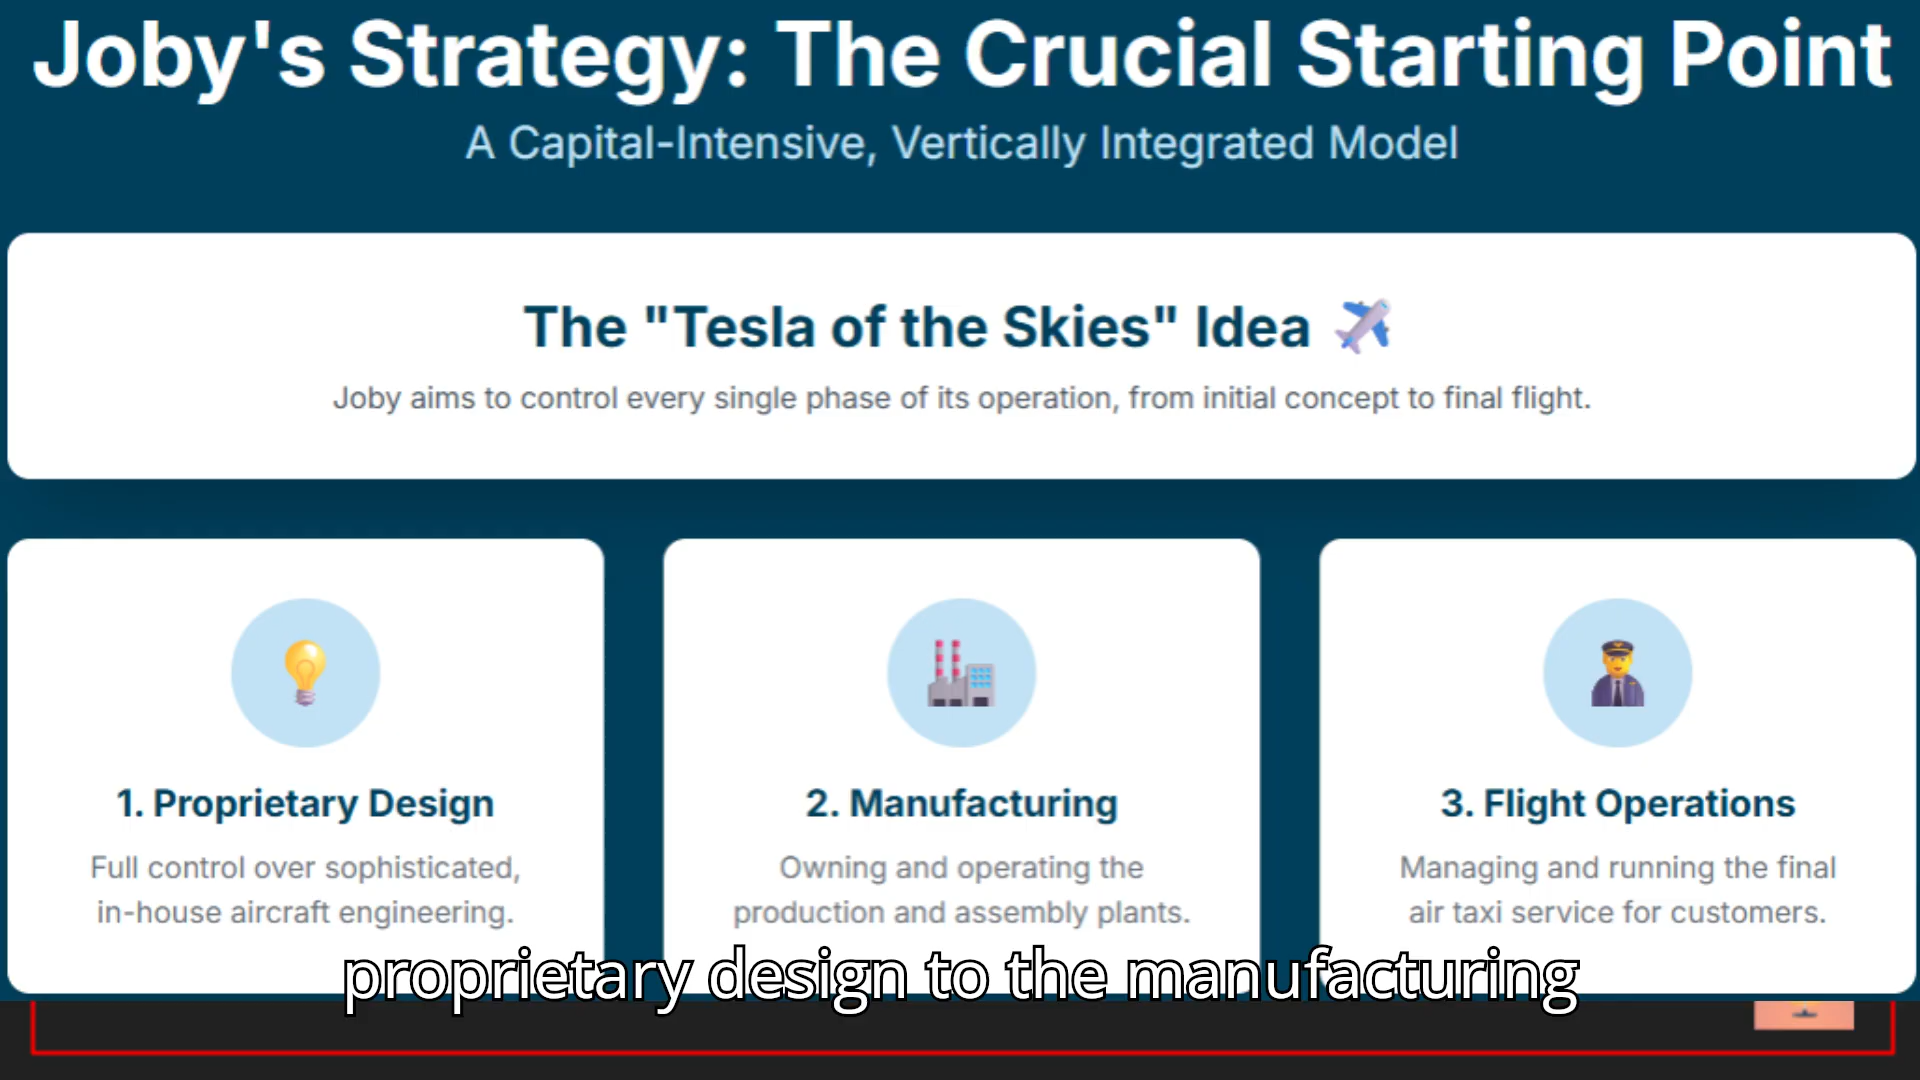 Joby's Strategy: The Crucial Starting Point
A Capital-Intensive, Vertically Integrated Model
The "Tesla of the Skies" Idea
Joby aims to control every single phase of its operation, from initial concept to final flight.
1. Proprietary Design
Full control over sophisticated,
in-house aircraft engineering.
2. Manufacturing
Owning and operating the
production and assembly plants.
3. Flight Operations
Managing and running the final
air taxi service for customers.
proprietary design to the manufacturing